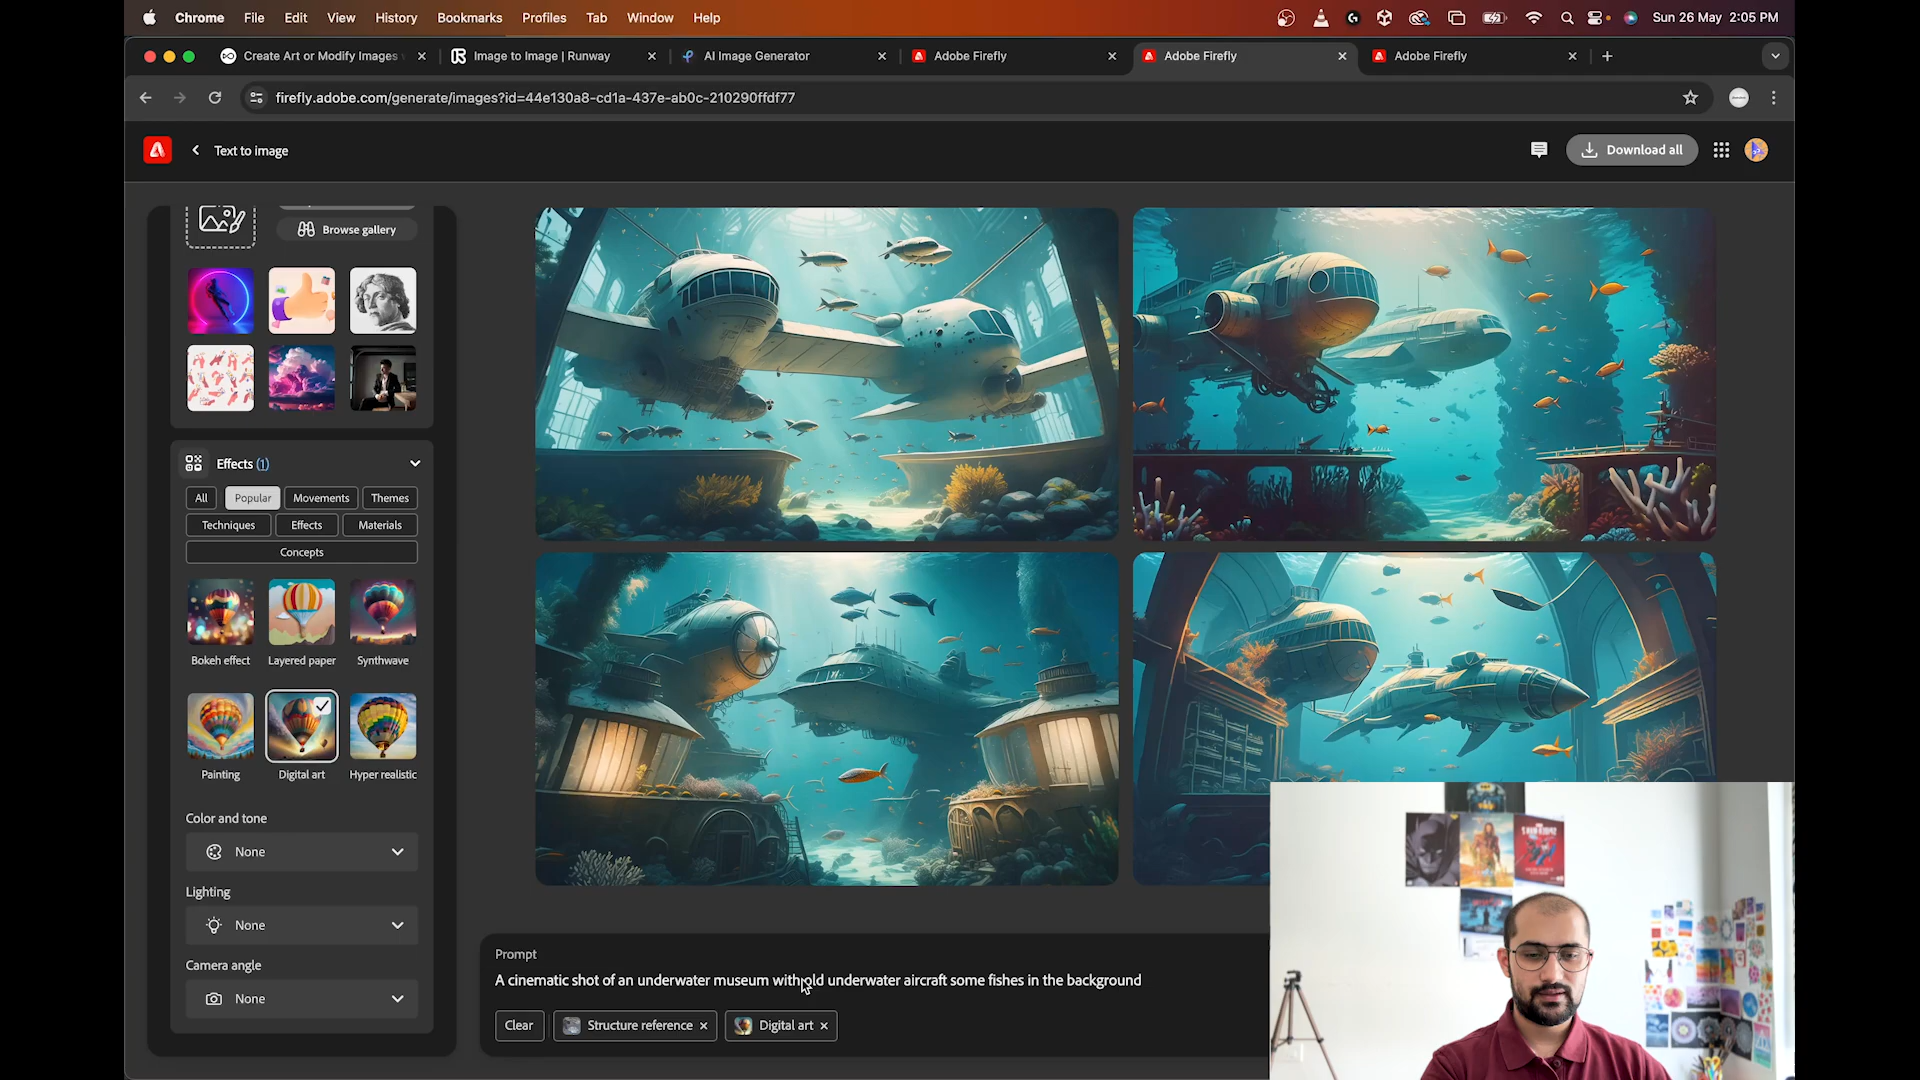 Chrome File Edit View History Bookmarks Profiles Tab Window Help Sun 26 May 2:05 PM
Create Art or Modify Images Image to Image | Runway AI Image Generator Adobe Firefly Adobe Firefly Adobe Firefly
firefly.adobe.com/generate/images?id=44e130a8-cd1a-437e-ab0c-210290ffdf77
Text to image Download all
Browse gallery
Effects (1)
All Popular Movements Themes
Techniques Effects Materials
Concepts
Bokeh effect Layered paper Synthwave
Painting Digital art Hyper realistic
Color and tone
None
Lighting
None
Camera angle
None
Prompt
A cinematic shot of an underwater museum with old underwater aircraft some fishes in the background
Clear Structure reference Digital art